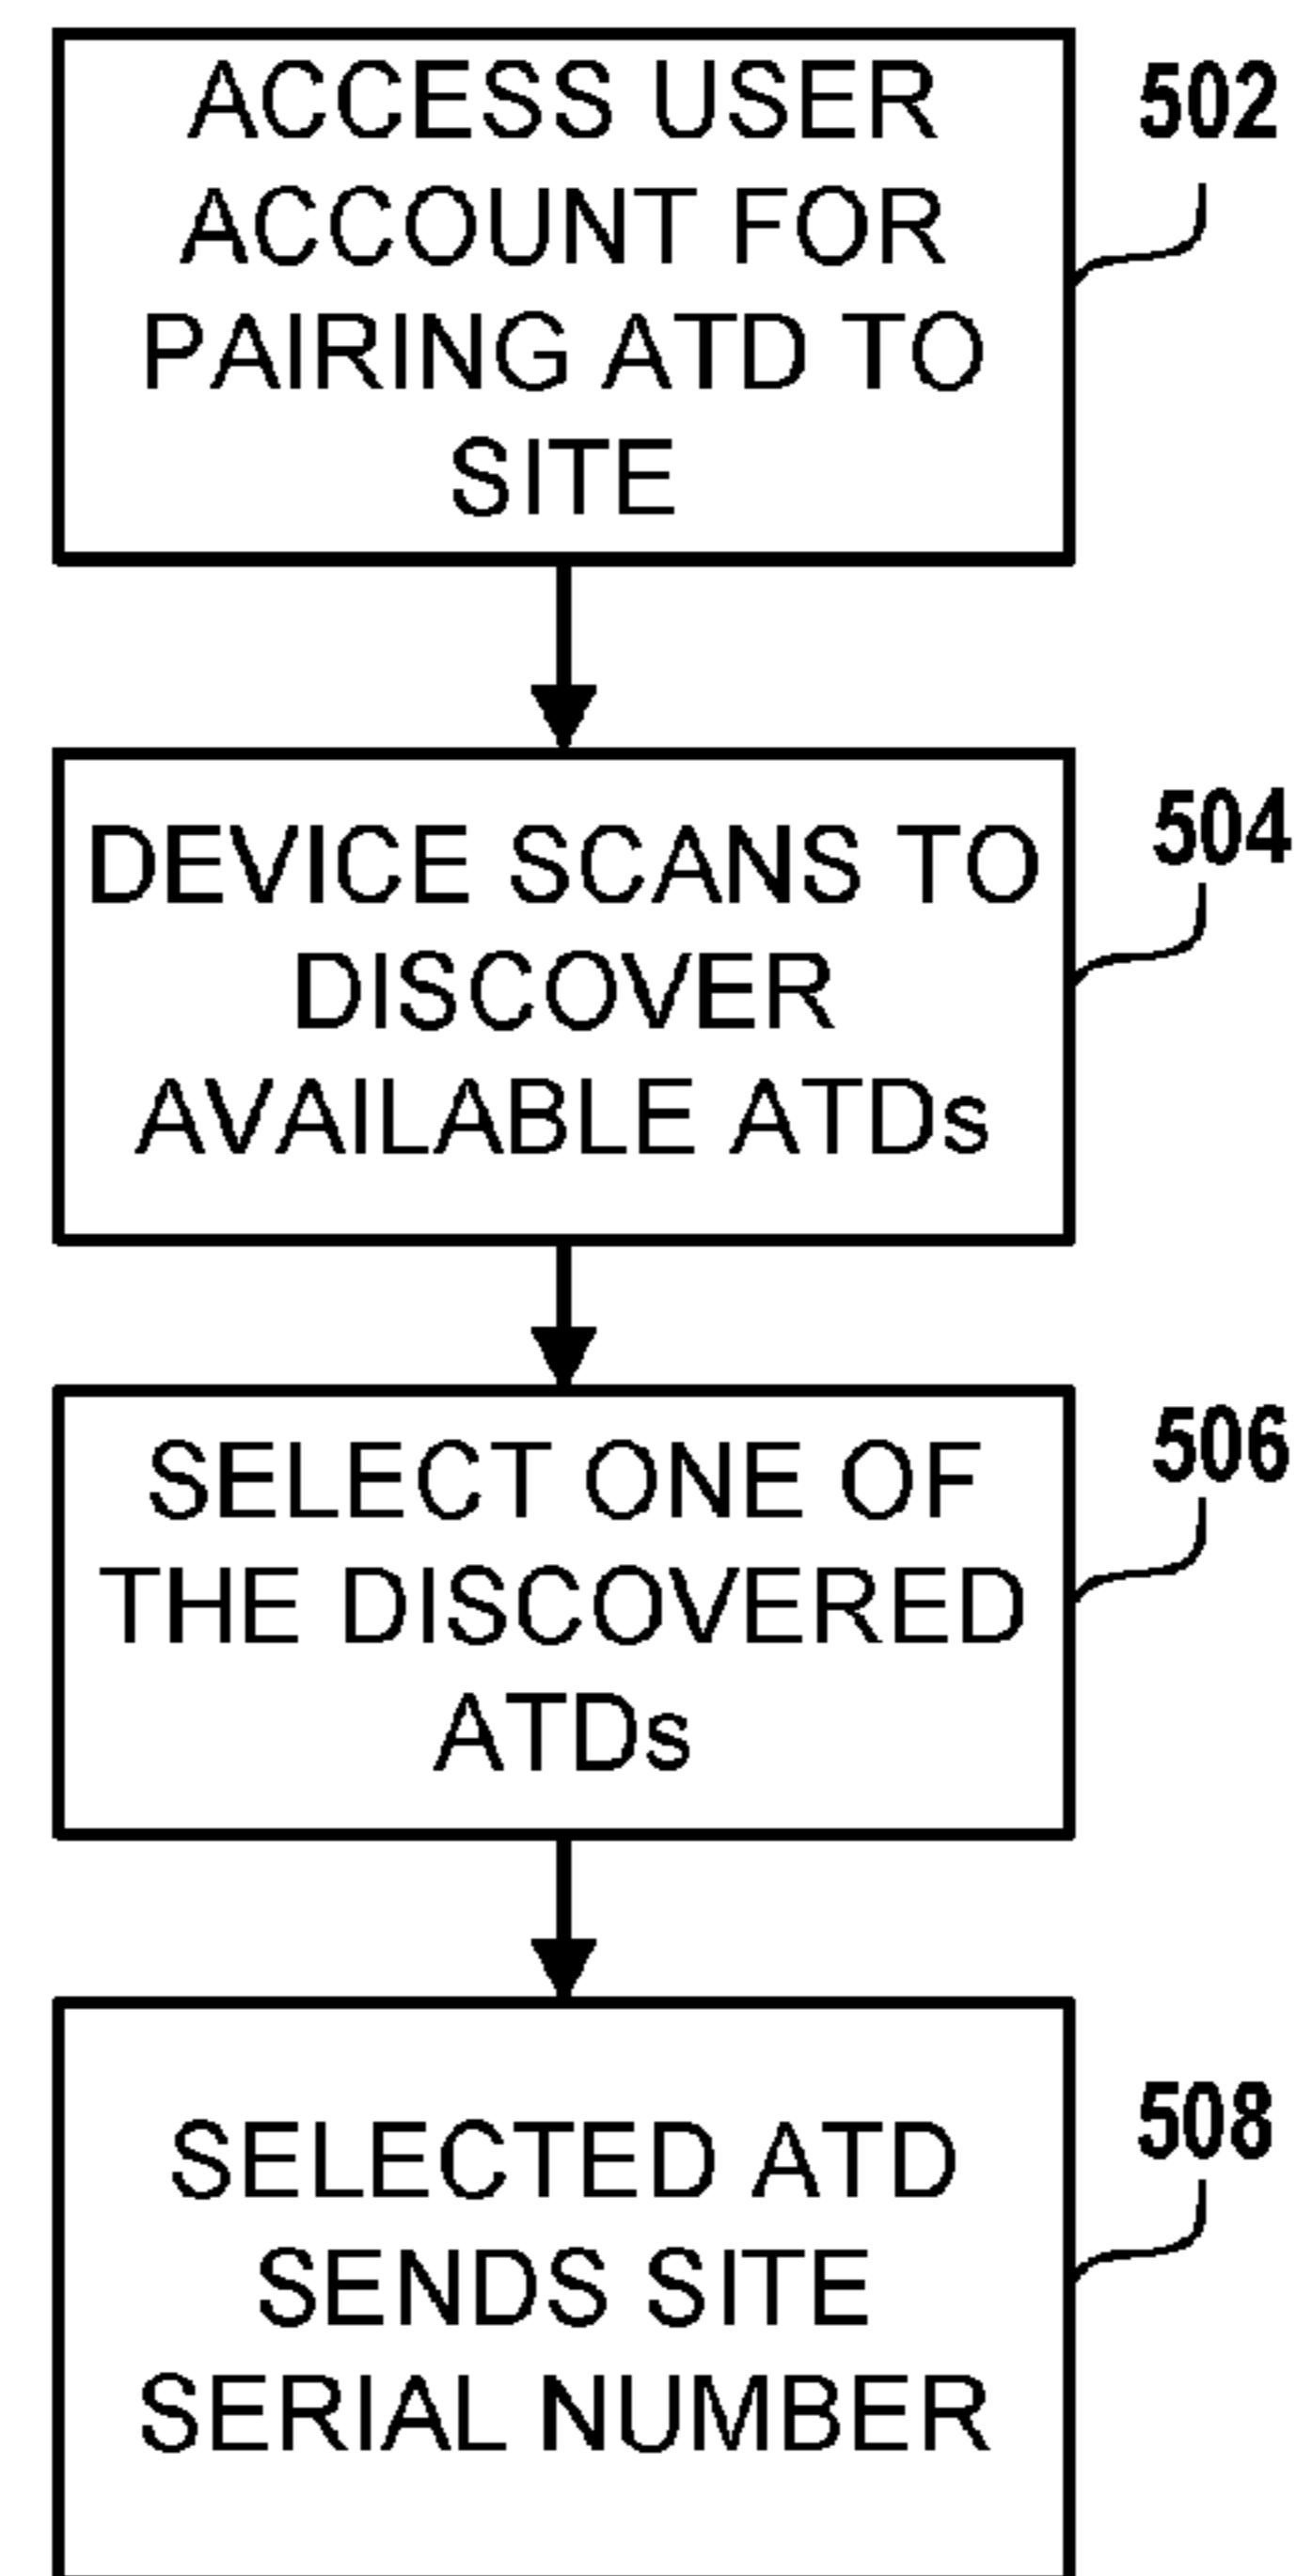 ACCESS USER
ACCOUNT FOR
PAIRING ATD TO
SITE
502
DEVICE SCANS TO
DISCOVER
AVAILABLE ATDs
504
SELECT ONE OF
THE DISCOVERED
ATDs
506
SELECTED ATD
SENDS SITE
SERIAL NUMBER
508